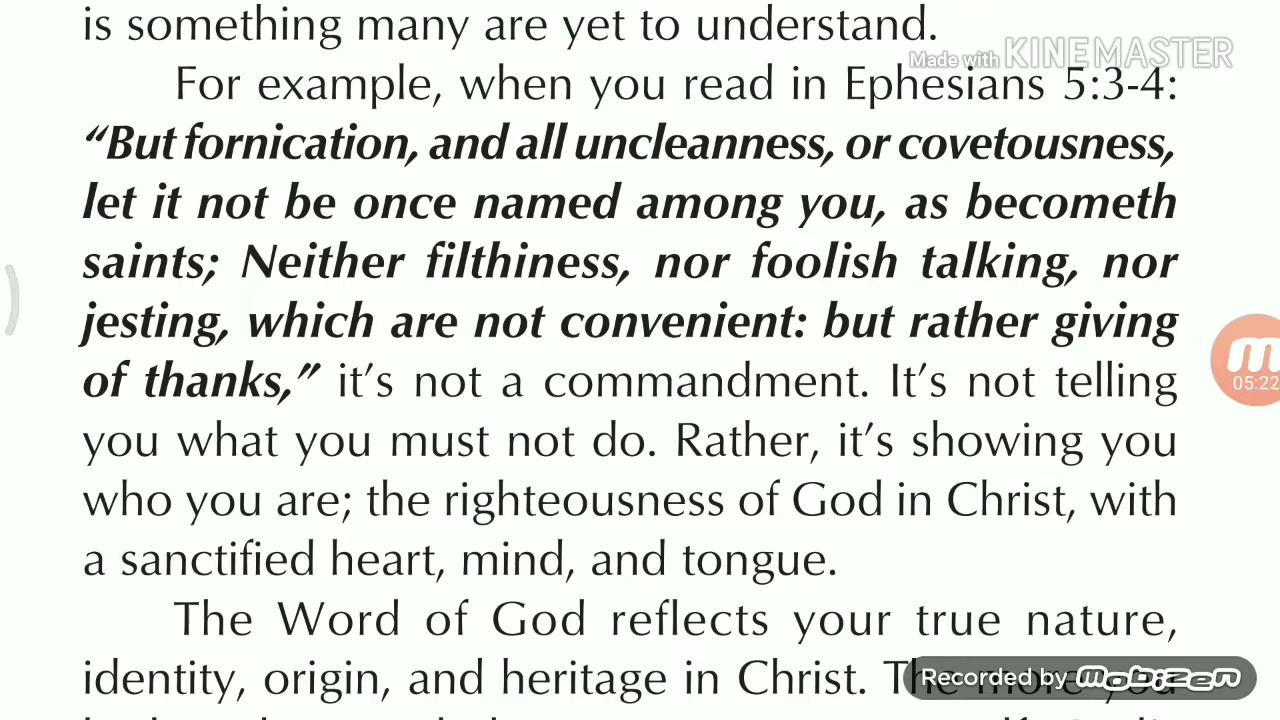 is something many are yet to understand.
Made with KINEMASTER
For example, when you read in Ephesians 5:3-4:
“But fornication, and all uncleanness, or covetousness,
let it not be once named among you, as becometh
saints; Neither filthiness, nor foolish talking, nor
jesting, which are not convenient: but rather giving
of thanks,” it’s not a commandment. It’s not telling
05:22
you what you must not do. Rather, it’s showing you
who you are; the righteousness of God in Christ, with
a sanctified heart, mind, and tongue.
The Word of God reflects your true nature,
identity, origin, and heritage in Christ. The more you
Recorded by mobizen